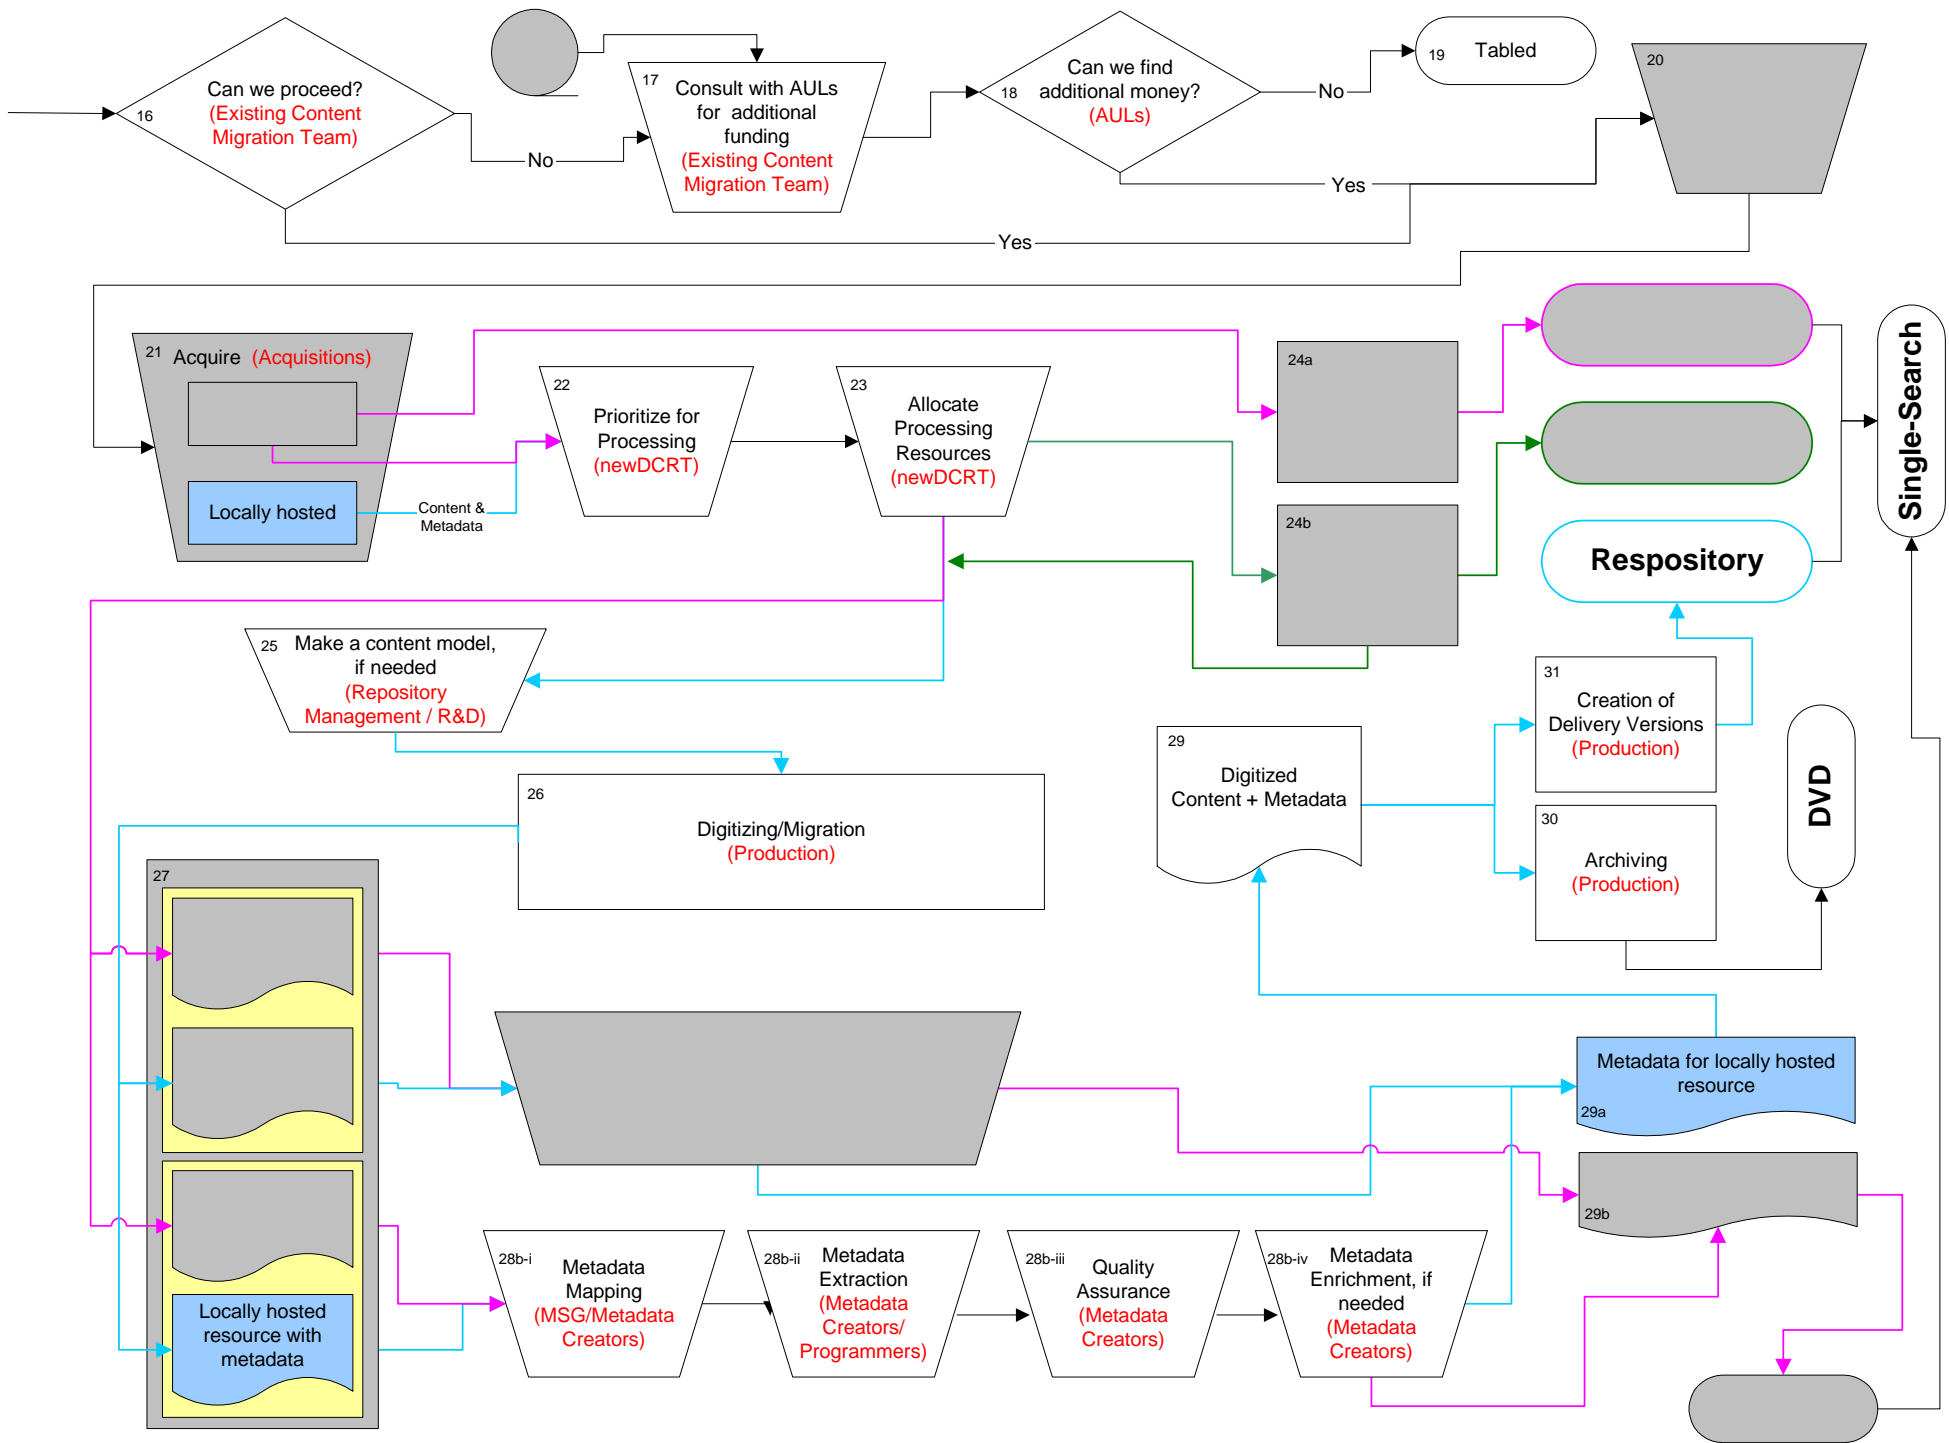 16
Can we proceed?
(Existing Content
Migration Team)
No
17
Consult with AULs
for additional
funding
(Existing Content
Migration Team)
18
Can we find
additional money?
(AULs)
No
19
Tabled
20
Yes
Yes
21
Acquire (Acquisitions)
Locally hosted
Content &
Metadata
22
Prioritize for
Processing
(newDCRT)
23
Allocate
Processing
Resources
(newDCRT)
24a
24b
Respository
Single-Search
25
Make a content model,
if needed
(Repository
Management / R&D)
26
Digitizing/Migration
(Production)
29
Digitized
Content + Metadata
31
Creation of
Delivery Versions
(Production)
30
Archiving
(Production)
DVD
27
Locally hosted
resource with
metadata
28b-i
Metadata
Mapping
(MSG/Metadata
Creators)
28b-ii
Metadata
Extraction
(Metadata
Creators/
Programmers)
28b-iii
Quality
Assurance
(Metadata
Creators)
28b-iv
Metadata
Enrichment, if
needed
(Metadata
Creators)
Metadata for locally hosted
resource
29a
29b